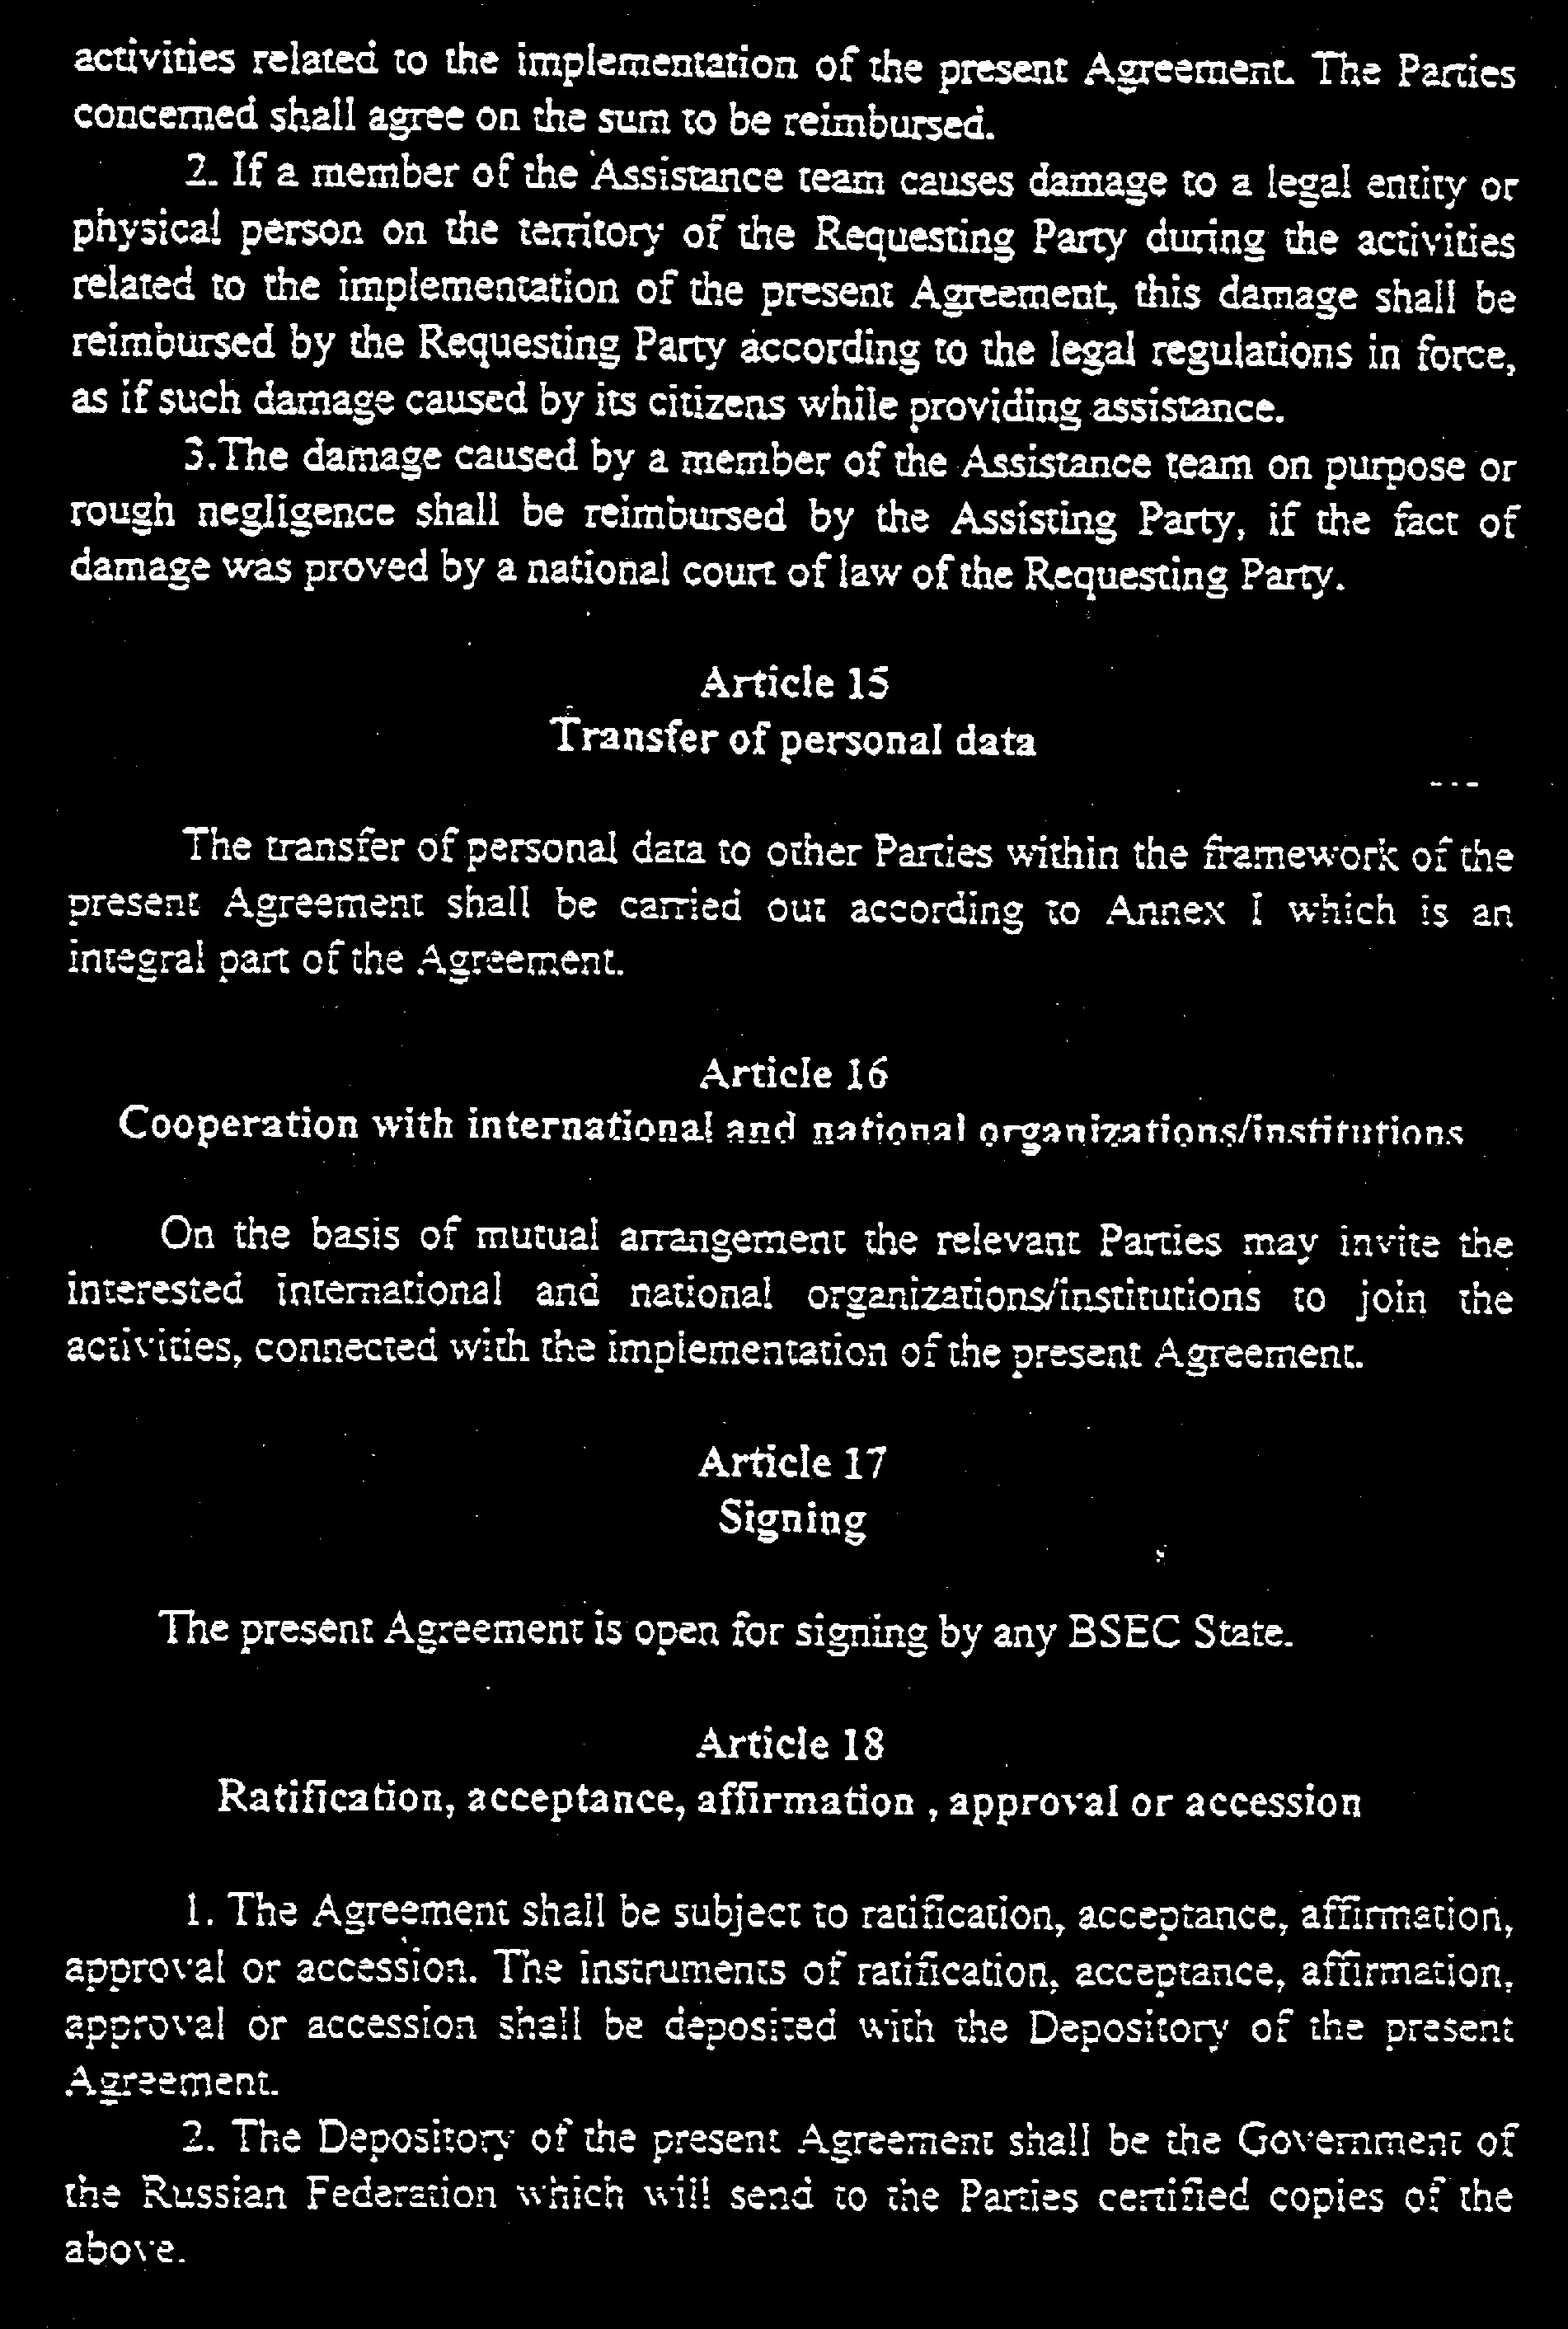 activities related to the implementation of the present Agreement. The Parties
concerned shall agree on the sum to be reimbursed.
2. If a member of the Assistance team causes damage to a legal entity or
physical person on the territory of the Requesting Party during the activities
related to the implementation of the present Agreement, this damage shall be
reimbursed by the Requesting Party according to the legal regulations in force,
as if such damage caused by its citizens while providing assistance.
3.The damage caused by a member of the Assistance team on purpose or
rough negligence shall be reimbursed by the Assisting Party, if the fact of
damage was proved by a national court of law of the Requesting Party.
Article 15
Transfer of personal data
The transfer of personal data to other Parties within the framework of the
present Agreement shall be carried out according to Annex I which is an
integral part of the Agreement.
Article 16
Cooperation with international and national organizations/institutions
On the basis of mutual arrangement the relevant Parties may invite the
interested international and national organizations/institutions to join the
activities, connected with the implementation of the present Agreement.
Article 17
Signing
The present Agreement is open for signing by any BSEC State.
Article 18
Ratification, acceptance, affirmation , approval or accession
1. The Agreement shall be subject to ratification, acceptance, affirmation,
approval or accession. The instruments of ratification, acceptance, affirmation,
approval or accession shall be deposited with the Depository of the present
Agreement.
2. The Depository of the present Agreement shall be the Government of
the Russian Federation which will send to the Parties certified copies of the
above.